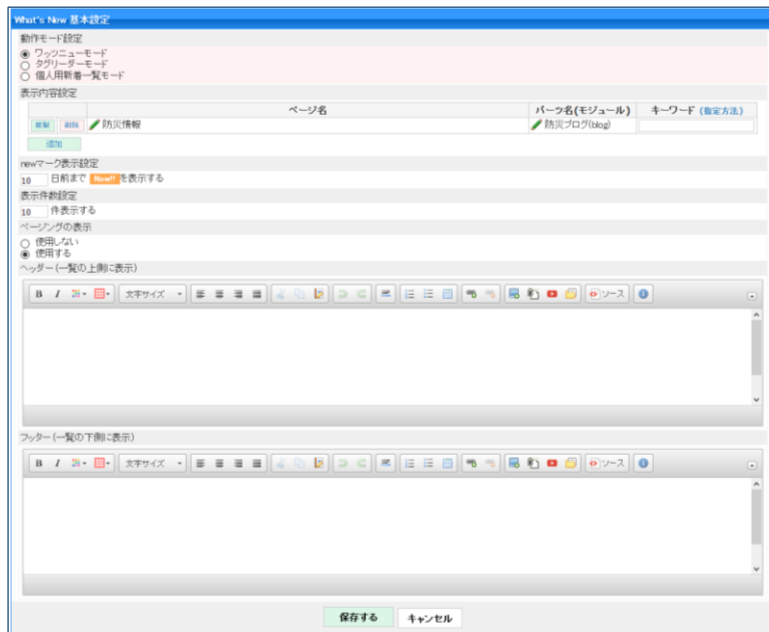 What's New 基本設定
動作モード設定
ワッツニューモード
タグリーダーモード
個人用新着一覧モード
表示内容設定
ページ名 パーツ名(モジュール) キーワード (指定方法)
複製 削除 防災情報 防災ブログ(blog)
追加
newマーク表示設定
10 日前まで New!! を表示する
表示件数設定
10 件表示する
ページングの表示
使用しない
使用する
ヘッダー(一覧の上側に表示)
B I 文字サイズ ソース
フッター(一覧の下側に表示)
B I 文字サイズ ソース
保存する キャンセル